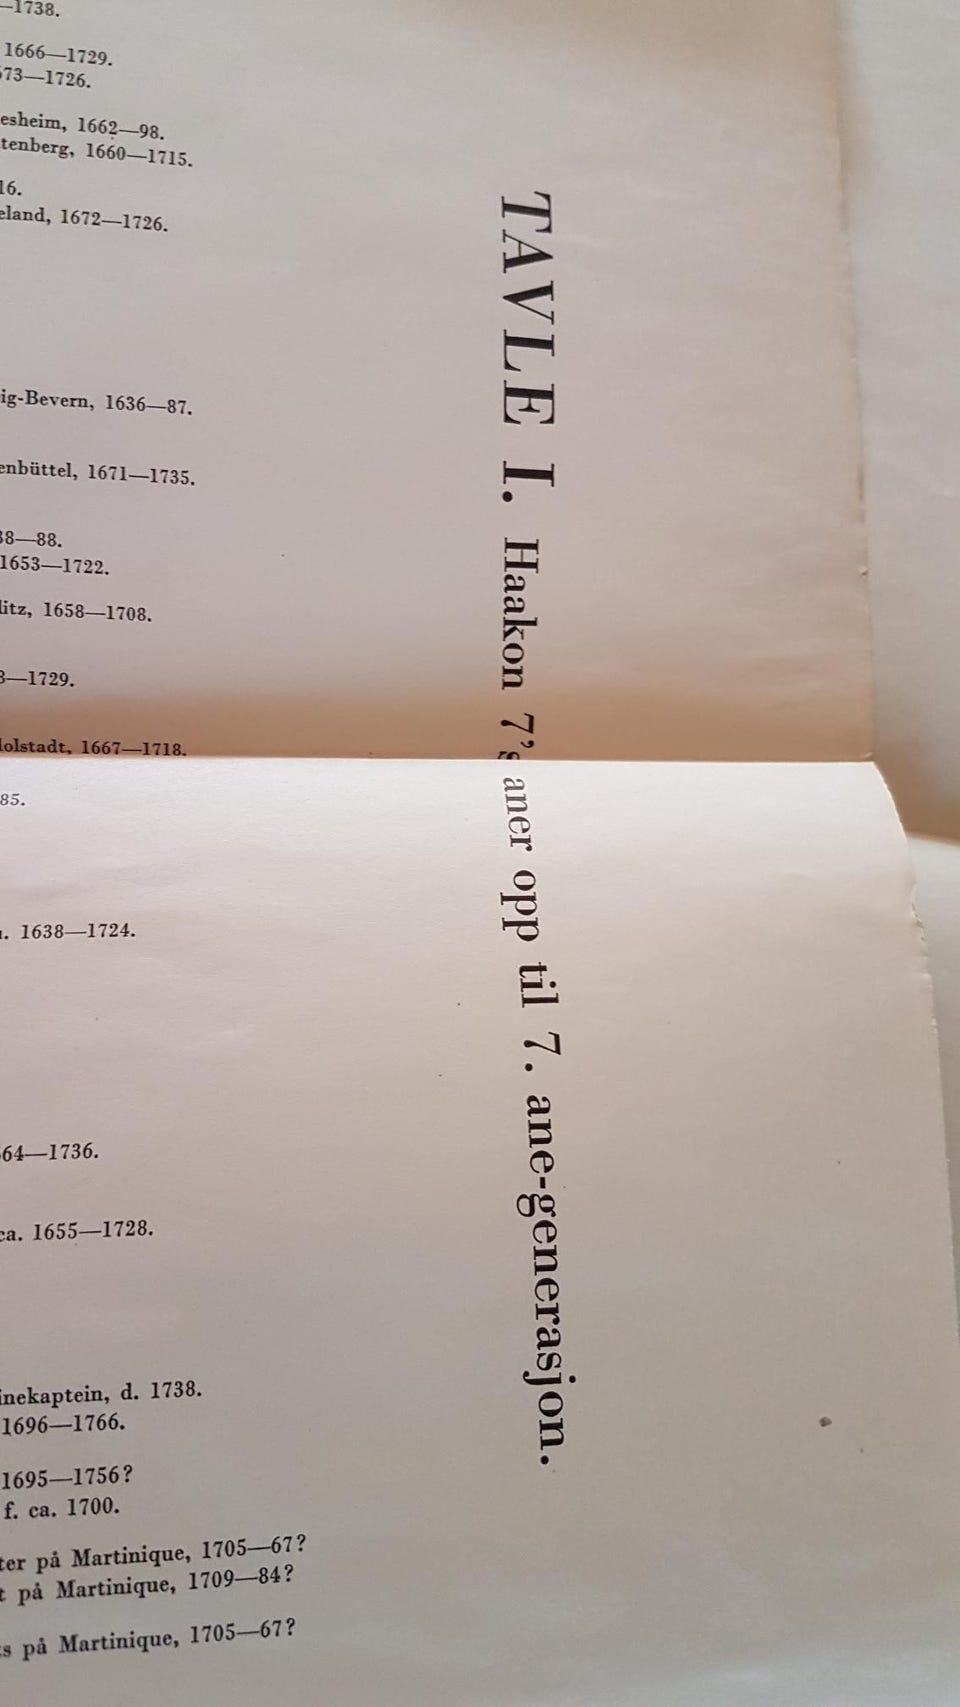 —1738.
1666—1729.
573—1726.
esheim, 1662—98.
tenberg, 1660—1715.
16.
eland, 1672—1726.
ig-Bevern, 1636—87.
enbüttel, 1671—1735.
38—88.
1653—1722.
litz, 1658—1708.
3—1729.
olstadt, 1667—1718.
85.
1638—1724.
64—1736.
ca. 1655—1728.
inekaptein, d. 1738.
1696—1766.
1695—1756?
f. ca. 1700.
ter på Martinique, 1705—67?
t på Martinique, 1709—84?
s på Martinique, 1705—67?
TAVLE I. Haakon 7's aner opp til 7. ane-generasjon.